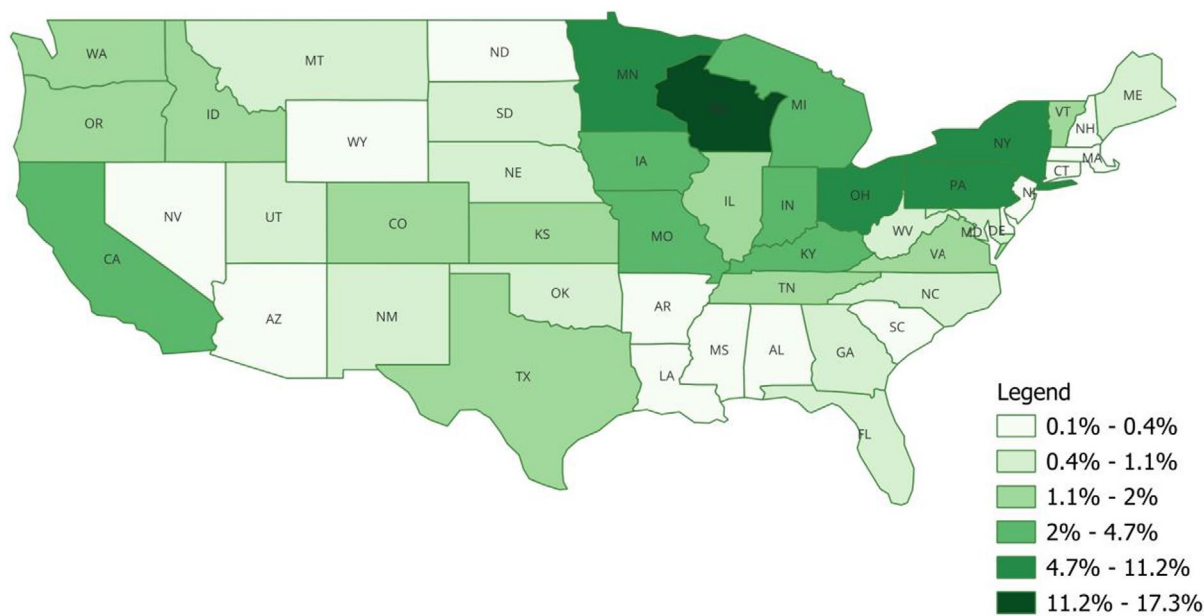 WA
MT
ND
MN
ME
OR
ID
SD
MI
VT
NH
NY
WY
MA
IA
CT
NE
PA
NJ
NV
UT
CO
IL
IN
OH
KS
MO
WV
MD
DE
CA
KY
VA
TN
OK
NC
AZ
NM
AR
SC
MS
AL
GA
TX
LA
FL
Legend
0.1% - 0.4%
0.4% - 1.1%
1.1% - 2%
2% - 4.7%
4.7% - 11.2%
11.2% - 17.3%